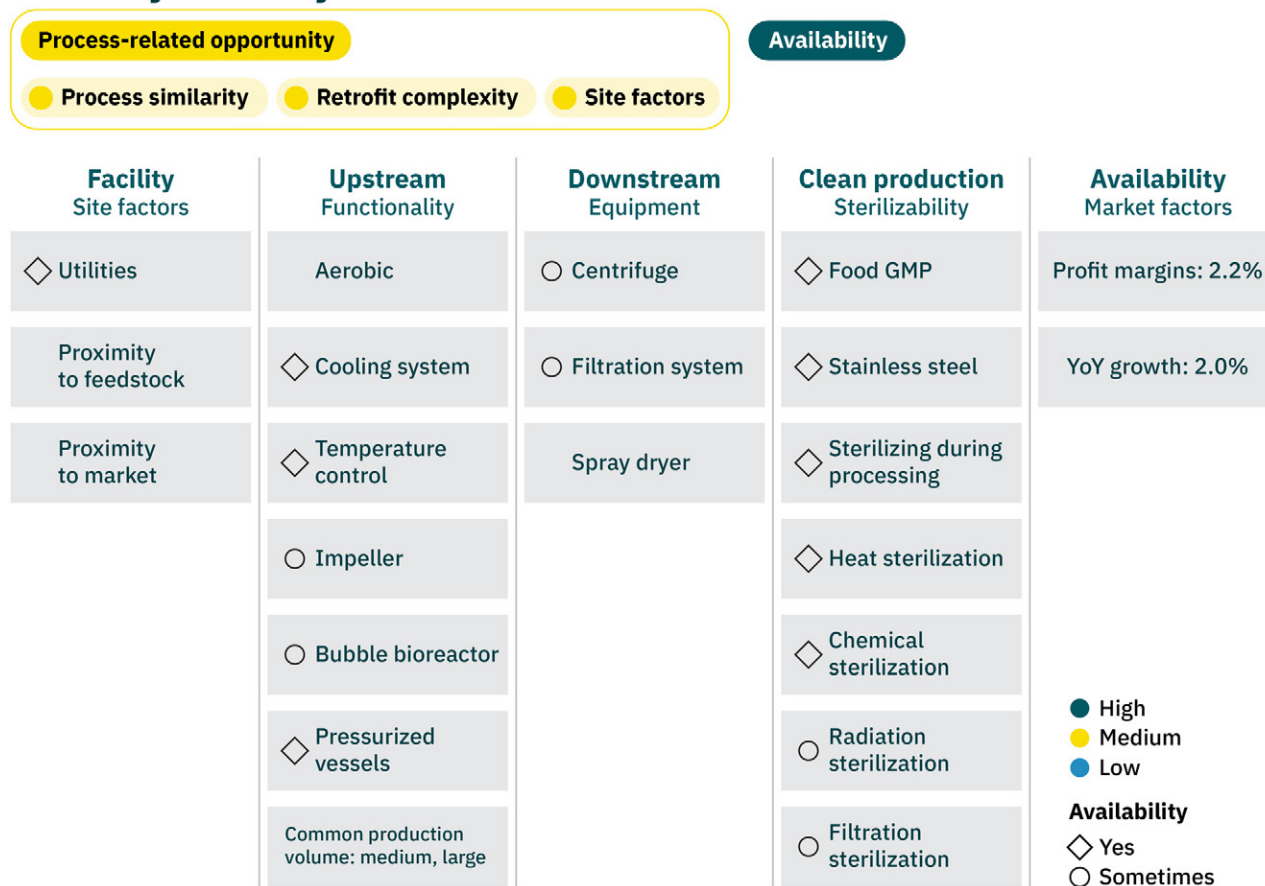 Process-related opportunity
Availability
Process similarity
Retrofit complexity
Site factors
Facility
Site factors
Utilities
Proximity
to feedstock
Proximity
to market
Upstream
Functionality
Aerobic
Cooling system
Temperature
control
Impeller
Bubble bioreactor
Pressurized
vessels
Common production
volume: medium, large
Downstream
Equipment
Centrifuge
Filtration system
Spray dryer
Clean production
Sterilizability
Food GMP
Stainless steel
Sterilizing during
processing
Heat sterilization
Chemical
sterilization
Radiation
sterilization
Filtration
sterilization
Availability
Market factors
Profit margins: 2.2%
YoY growth: 2.0%
High
Medium
Low
Availability
Yes
Sometimes